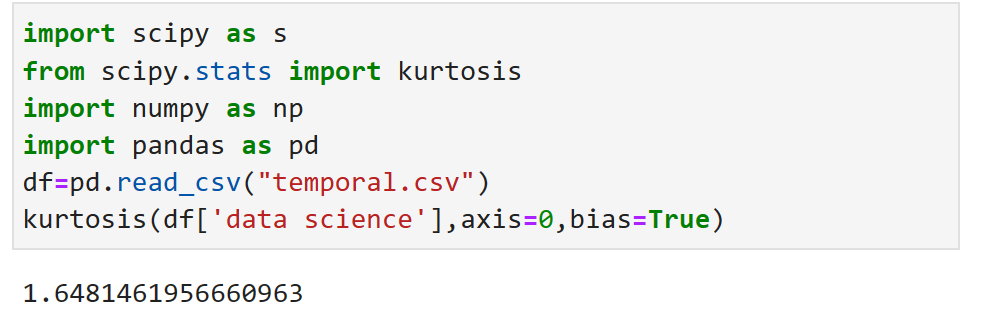 import scipy as s
from scipy.stats import kurtosis
import numpy as np
import pandas as pd
df=pd.read_csv("temporal.csv")
kurtosis(df['data science'],axis=0,bias=True)
1.6481461956660963